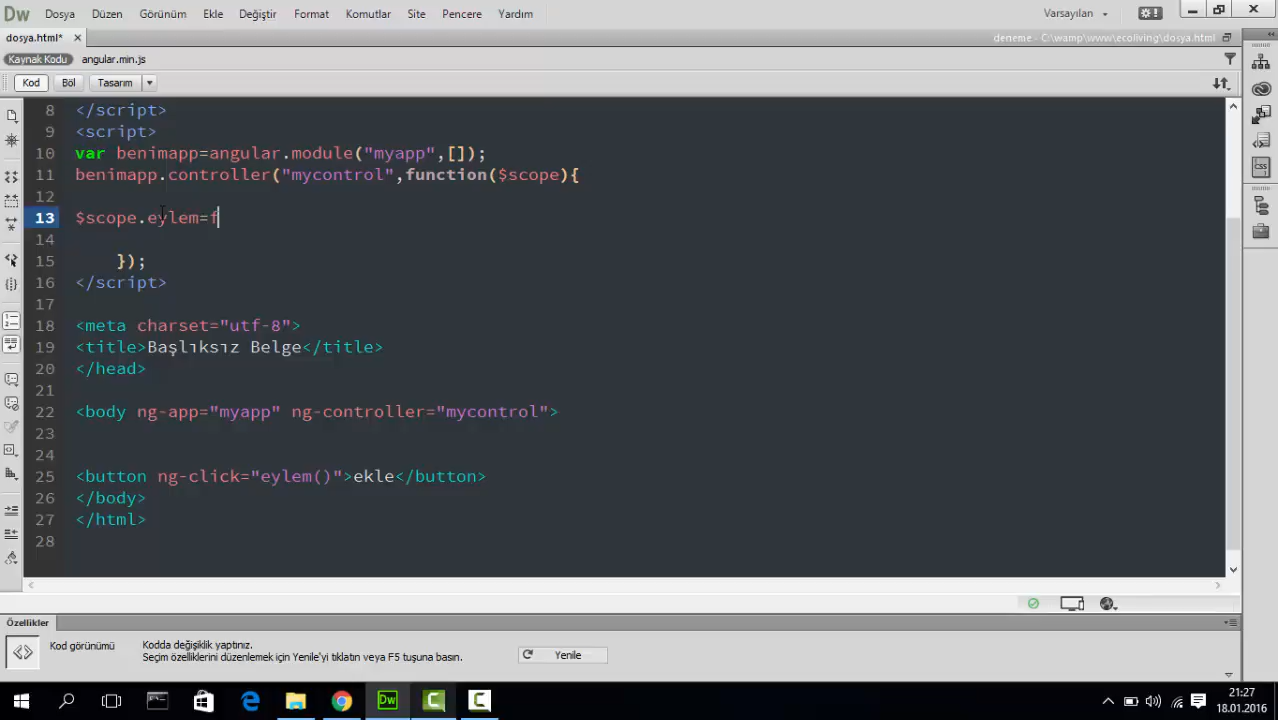 Dw Dosya Düzen Görünüm Ekle Değiştir Format Komutlar Site Pencere Yardım Varsayılan
dosya.html* deneme - C:\wamp\www\ecoliving\dosya.html
Kaynak Kodu angular.min.js
Kod Böl Tasarım
8 </script>
9 <script>
10 var benimapp=angular.module("myapp",[]);
11 benimapp.controller("mycontrol",function($scope){
12
13 $scope.eylem=f
14
15 });
16 </script>
17
18 <meta charset="utf-8">
19 <title>Başlıksız Belge</title>
20 </head>
21
22 <body ng-app="myapp" ng-controller="mycontrol">
23
24
25 <button ng-click="eylem()">ekle</button>
26 </body>
27 </html>
28
Özellikler
Kod görünümü Kodda değişiklik yaptınız. Yenile
Seçim özelliklerini düzenlemek için Yenile'yi tıklatın veya F5 tuşuna basın.
Dw 21:27
18.01.2016